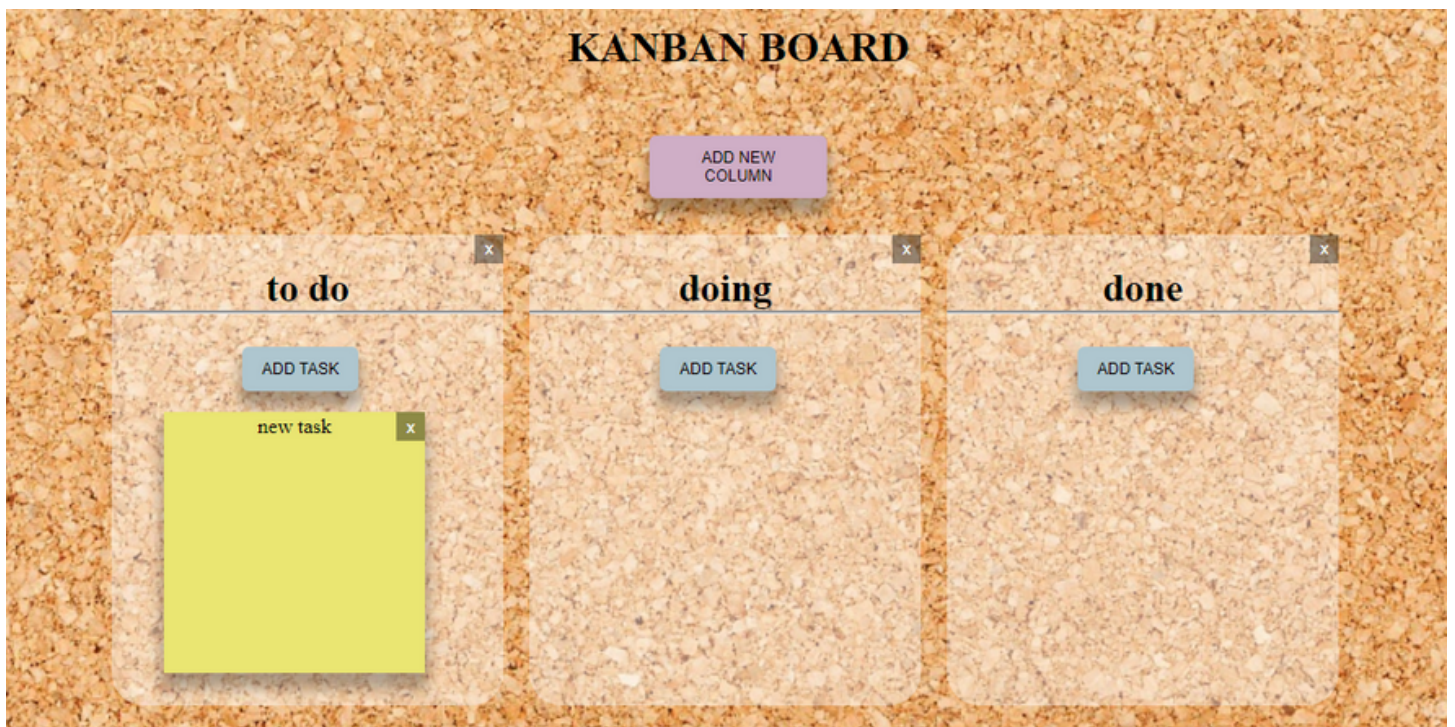 KANBAN BOARD
ADD NEW
COLUMN
x
to do
ADD TASK
new task
x
x
doing
ADD TASK
x
done
ADD TASK